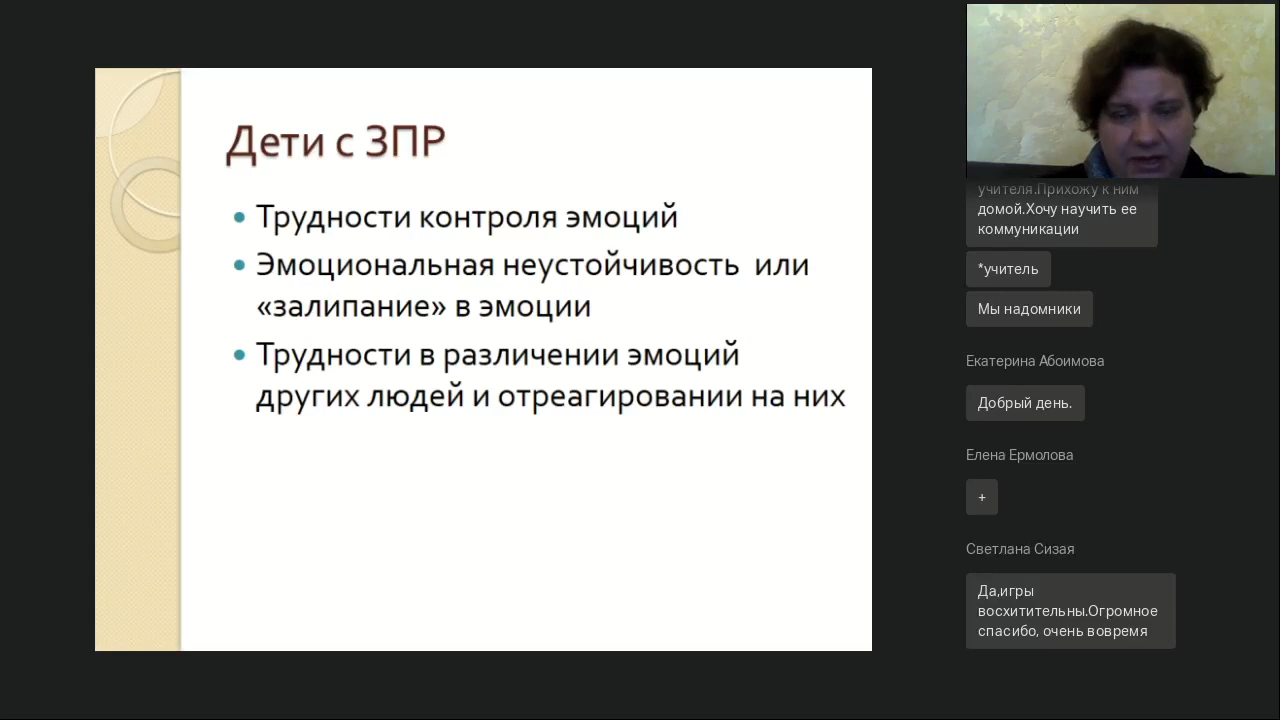 Дети с ЗПР
Трудности контроля эмоций
Эмоциональная неустойчивость или
«залипание» в эмоции
Трудности в различении эмоций
других людей и отреагировании на них
учителя.Прихожу к ним
домой.Хочу научить ее
коммуникации
*учитель
Мы надомники
Екатерина Абоимова
Добрый день.
Елена Ермолова
+
Светлана Сизая
Да,игры
восхитительны.Огромное
спасибо, очень вовремя